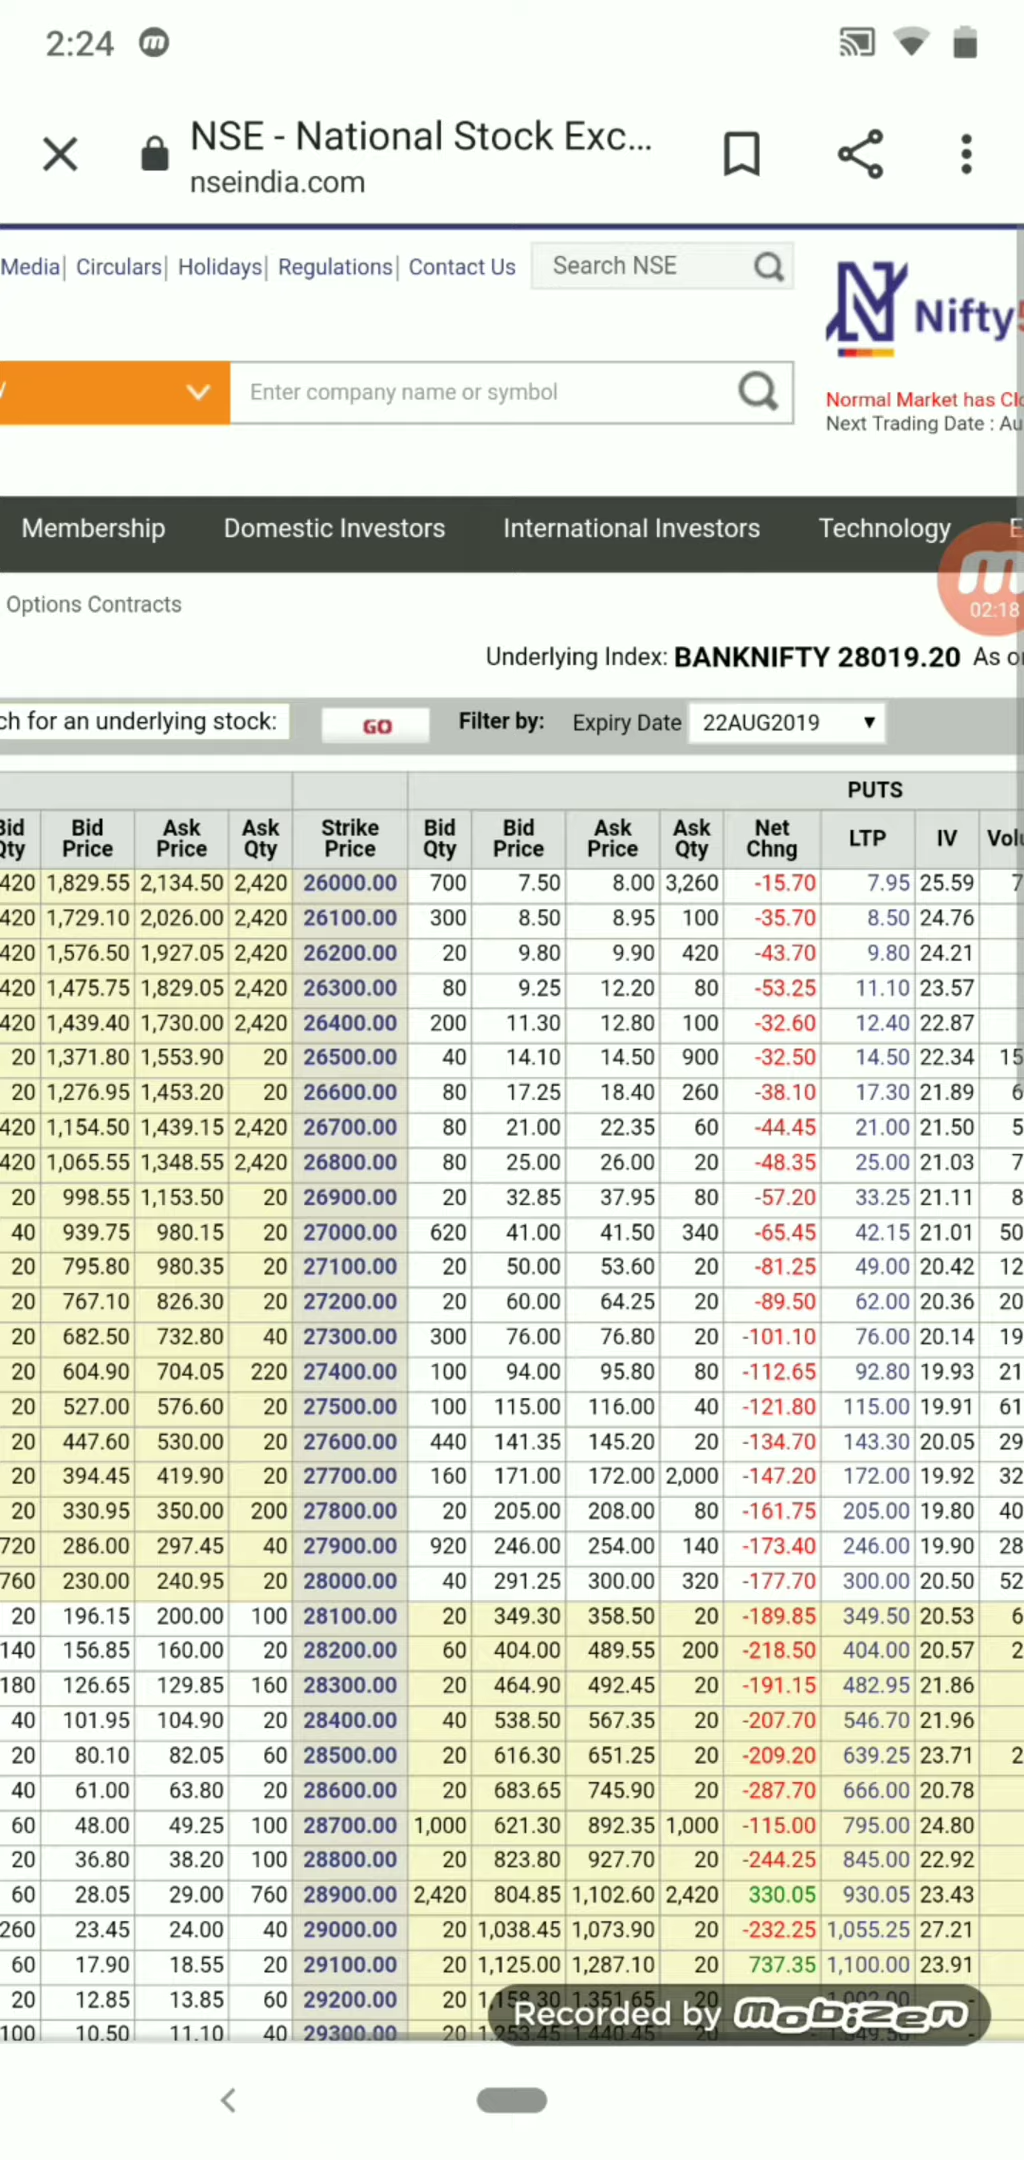 2:24
NSE - National Stock Exc...
nseindia.com
Media| Circulars| Holidays| Regulations| Contact Us
Search NSE
Nifty
Enter company name or symbol
Normal Market has Clo
Next Trading Date : Au
Membership Domestic Investors International Investors Technology E
02:18
Options Contracts
Underlying Index: BANKNIFTY 28019.20 As on
ch for an underlying stock: GO Filter by: Expiry Date 22AUG2019
PUTS
Bid Qty Bid Price Ask Price Ask Qty Strike Price Bid Qty Bid Price Ask Price Ask Qty Net Chng LTP IV Volu
420 1,829.55 2,134.50 2,420 26000.00 700 7.50 8.00 3,260 -15.70 7.95 25.59 7
420 1,729.10 2,026.00 2,420 26100.00 300 8.50 8.95 100 -35.70 8.50 24.76
420 1,576.50 1,927.05 2,420 26200.00 20 9.80 9.90 420 -43.70 9.80 24.21
420 1,475.75 1,829.05 2,420 26300.00 80 9.25 12.20 80 -53.25 11.10 23.57
420 1,439.40 1,730.00 2,420 26400.00 200 11.30 12.80 100 -32.60 12.40 22.87
20 1,371.80 1,553.90 20 26500.00 40 14.10 14.50 900 -32.50 14.50 22.34 15
20 1,276.95 1,453.20 20 26600.00 80 17.25 18.40 260 -38.10 17.30 21.89 6
420 1,154.50 1,439.15 2,420 26700.00 80 21.00 22.35 60 -44.45 21.00 21.50 5
420 1,065.55 1,348.55 2,420 26800.00 80 25.00 26.00 20 -48.35 25.00 21.03 7
20 998.55 1,153.50 20 26900.00 20 32.85 37.95 80 -57.20 33.25 21.11 8
40 939.75 980.15 20 27000.00 620 41.00 41.50 340 -65.45 42.15 21.01 50
20 795.80 980.35 20 27100.00 20 50.00 53.60 20 -81.25 49.00 20.42 12
20 767.10 826.30 20 27200.00 20 60.00 64.25 20 -89.50 62.00 20.36 20
20 682.50 732.80 40 27300.00 300 76.00 76.80 20 -101.10 76.00 20.14 19
20 604.90 704.05 220 27400.00 100 94.00 95.80 80 -112.65 92.80 19.93 21
20 527.00 576.60 20 27500.00 100 115.00 116.00 40 -121.80 115.00 19.91 61
20 447.60 530.00 20 27600.00 440 141.35 145.20 20 -134.70 143.30 20.05 29
20 394.45 419.90 20 27700.00 160 171.00 172.00 2,000 -147.20 172.00 19.92 32
20 330.95 350.00 200 27800.00 20 205.00 208.00 80 -161.75 205.00 19.80 40
720 286.00 297.45 40 27900.00 920 246.00 254.00 140 -173.40 246.00 19.90 28
760 230.00 240.95 20 28000.00 40 291.25 300.00 320 -177.70 300.00 20.50 52
20 196.15 200.00 100 28100.00 20 349.30 358.50 20 -189.85 349.50 20.53 6
140 156.85 160.00 20 28200.00 60 404.00 489.55 200 -218.50 404.00 20.57 2
180 126.65 129.85 160 28300.00 20 464.90 492.45 20 -191.15 482.95 21.86
40 101.95 104.90 20 28400.00 40 538.50 567.35 20 -207.70 546.70 21.96
20 80.10 82.05 60 28500.00 20 616.30 651.25 20 -209.20 639.25 23.71 2
40 61.00 63.80 20 28600.00 20 683.65 745.90 20 -287.70 666.00 20.78
60 48.00 49.25 100 28700.00 1,000 621.30 892.35 1,000 -115.00 795.00 24.80
20 36.80 38.20 100 28800.00 20 823.80 927.70 20 -244.25 845.00 22.92
60 28.05 29.00 760 28900.00 2,420 804.85 1,102.60 2,420 330.05 930.05 23.43
260 23.45 24.00 40 29000.00 20 1,038.45 1,073.90 20 -232.25 1,055.25 27.21
60 17.90 18.55 20 29100.00 20 1,125.00 1,287.10 20 737.35 1,100.00 23.91
20 12.85 13.85 60 29200.00 20
100 10.50 11.10 40 29300.00 20
Recorded by mobizen